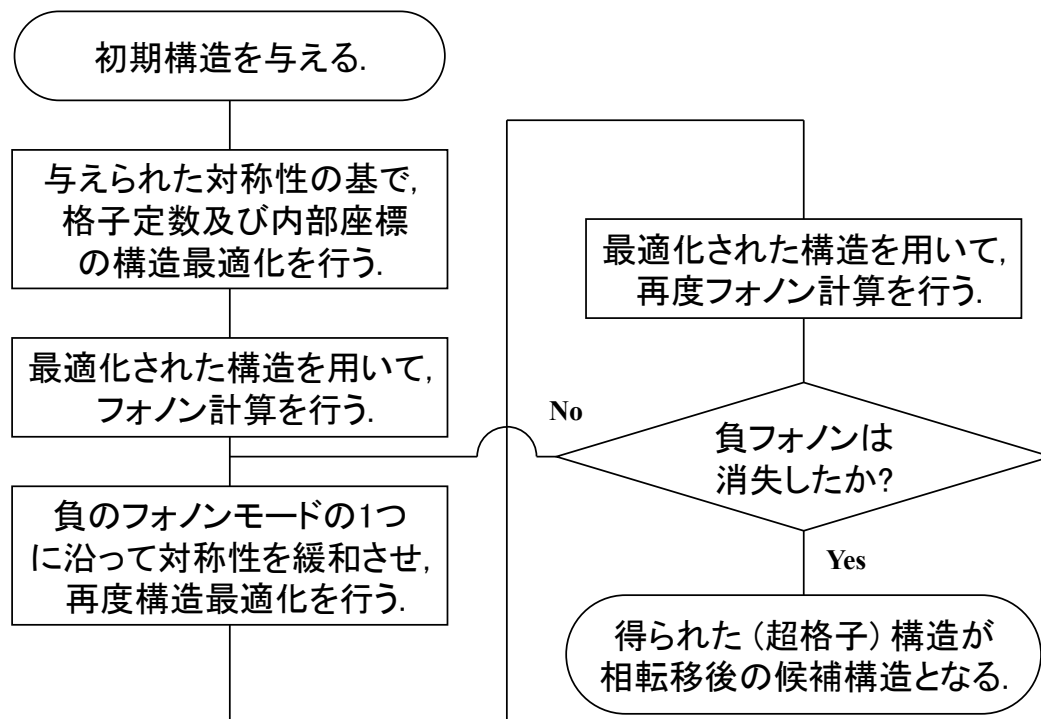 初期構造を与える.
与えられた対称性の基で,
格子定数及び内部座標
の構造最適化を行う.
最適化された構造を用いて,
フォノン計算を行う.
負のフォノンモードの1つ
に沿って対称性を緩和させ,
再度構造最適化を行う.
最適化された構造を用いて,
再度フォノン計算を行う.
No
負フォノンは
消失したか?
Yes
得られた (超格子) 構造が
相転移後の候補構造となる.